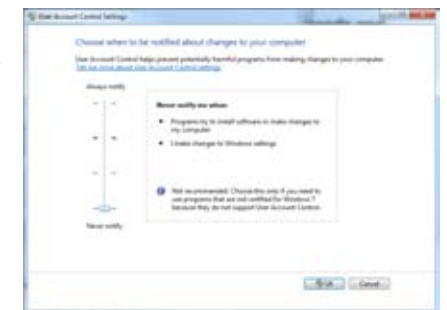 User Account Control Settings
Choose when to be notified about changes to your computer
User Account Control helps prevent potentially harmful programs from making changes to your computer.
Tell me more about User Account Control settings
Always notify
Never notify me when:
• Programs try to install software or make changes to
my computer
• I make changes to Windows settings
Not recommended. Choose this only if you need to
use programs that are not certified for Windows 7
because they do not support User Account Control.
Never notify
OK Cancel